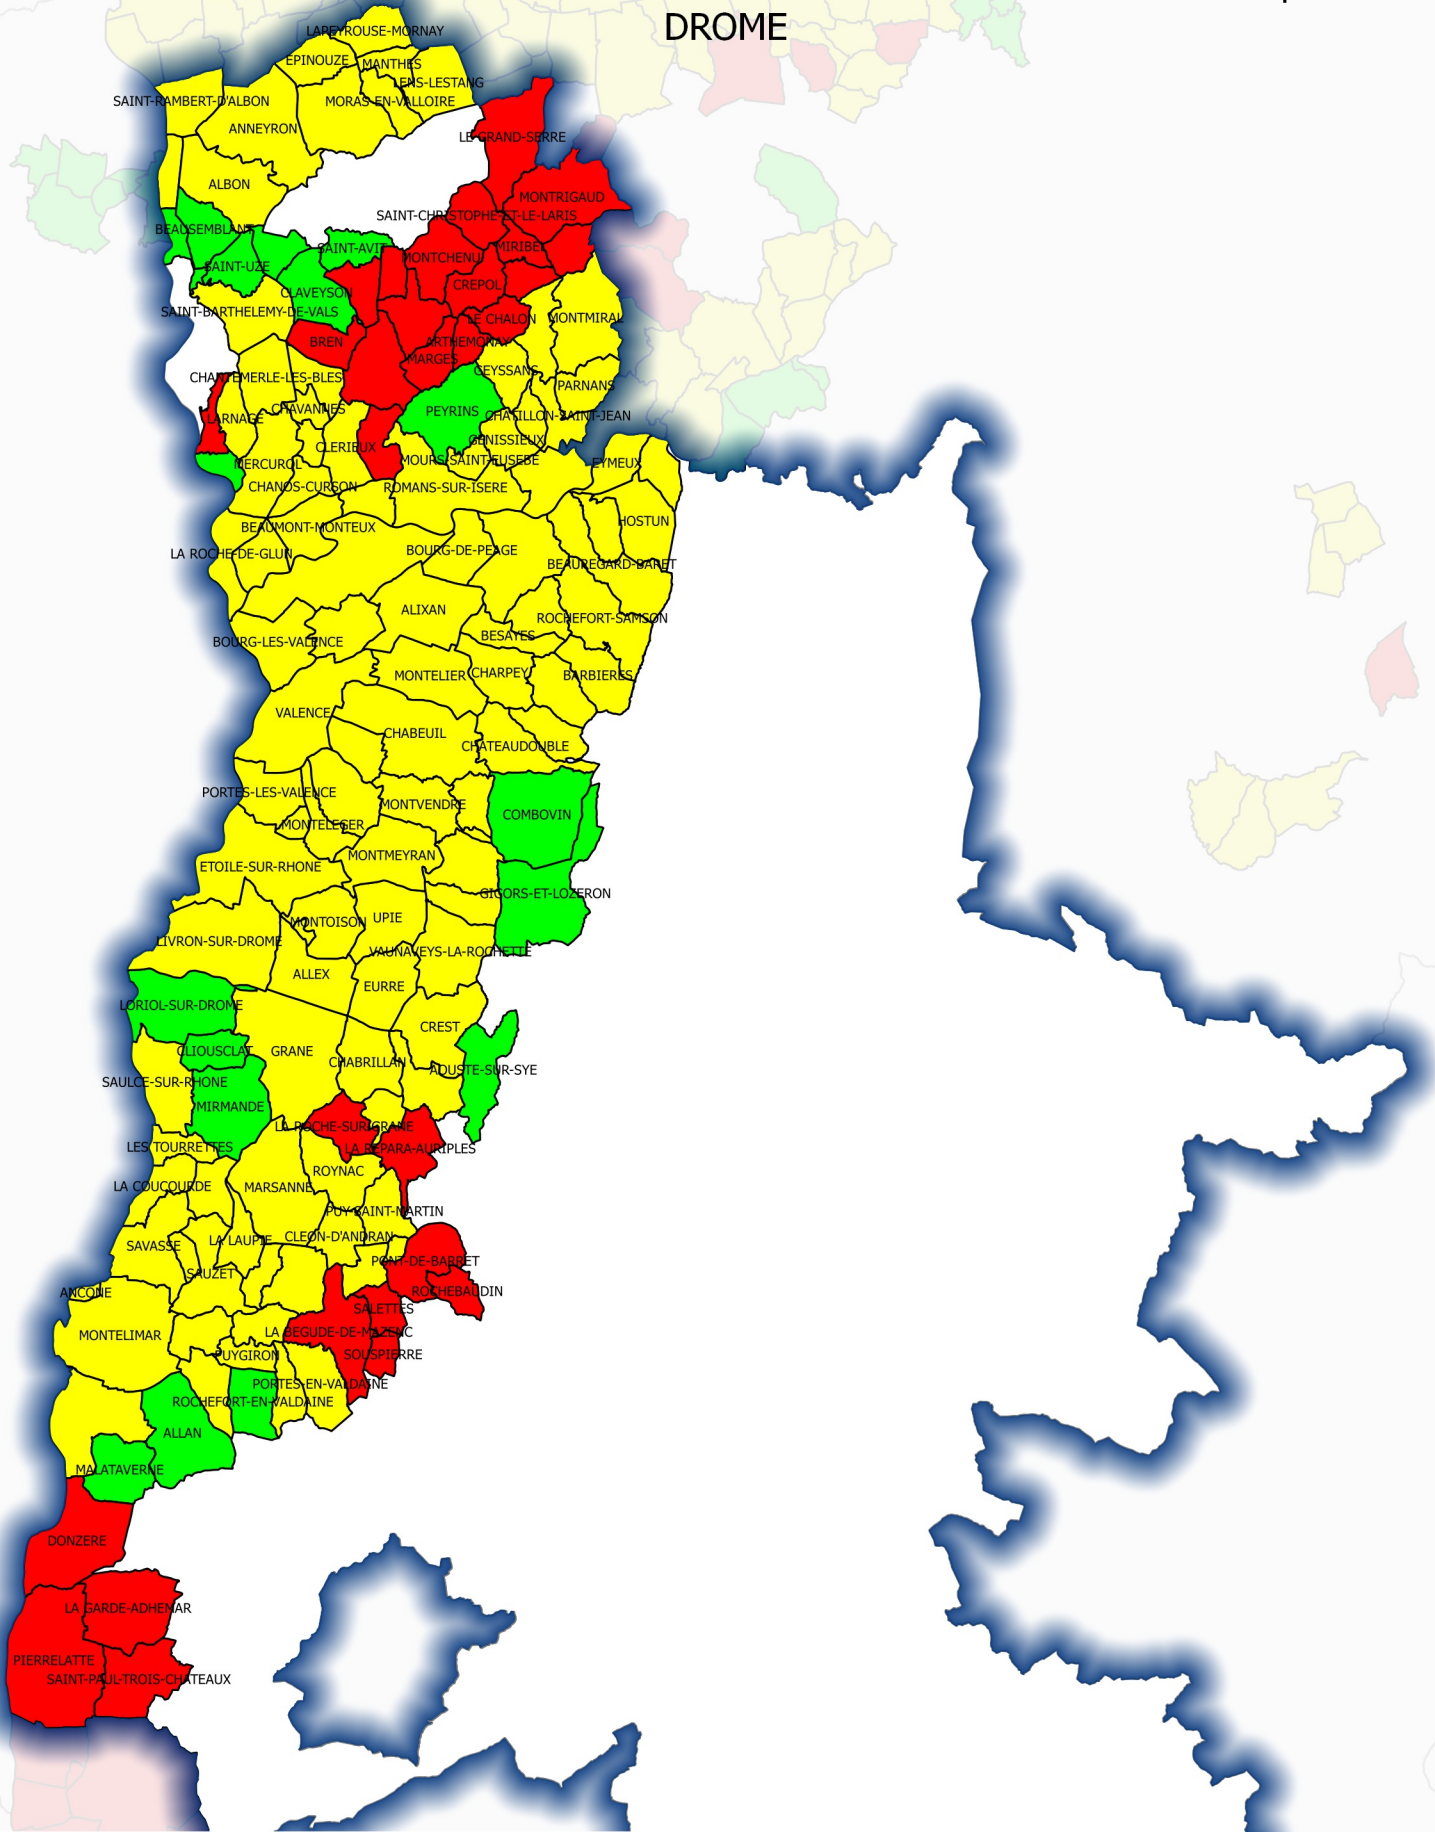 DROME
LAPEYROUSE-MORNAY
EPINOUZE
MANTHES
LENS-LESTANG
SAINT-RAMBERT-D'ALBON
MORAS-EN-VALLOIRE
ANNEYRON
LE GRAND-SERRE
ALBON
MONTRIGAUD
SAINT-CHRISTOPHE-ET-LE-LARIS
BEAUSEMBLANT
SAINT-AVIT
MIRIBEL
MONTCHENU
SAINT-UZE
CREPOL
CLAVEYSON
SAINT-BARTHELEMY-DE-VALS
LE CHALON
MONTMIRAL
BREN
ARTHEMONAY
MARGES
GEYSSANS
CHANTEMERLE-LES-BLES
PARNANS
CHAVANNES
PEYRINS
CHATILLON-SAINT-JEAN
LARNAGE
GENISSIEUX
CLERIEUX
MERCUROL
MOURS-SAINT-EUSEBE
EYMEUX
CHANOS-CURSON
ROMANS-SUR-ISERE
HOSTUN
BEAUMONT-MONTEUX
LA ROCHE-DE-GLUN
BOURG-DE-PEAGE
BEAUREGARD-BARET
ALIXAN
ROCHEFORT-SAMSON
BESAYES
BOURG-LES-VALENCE
MONTELIER
CHARPEY
BARBIERES
VALENCE
CHABEUIL
CHATEAUDOUBLE
PORTES-LES-VALENCE
MONTVENDRE
COMBOVIN
MONTELEGER
MONTMEYRAN
ETOILE-SUR-RHONE
GIGORS-ET-LOZERON
MONTOISON
UPIE
LIVRON-SUR-DROME
VAUNAVEYS-LA-ROCHETTE
ALLEX
EURRE
LORIOL-SUR-DROME
CREST
CLIOUSCLAT
GRANE
CHABRILLAN
AOUSTE-SUR-SYE
SAULCE-SUR-RHONE
MIRMANDE
LA ROCHE-SUR-GRANE
LES TOURRETTES
LA REPARA-AURIPLES
ROYNAC
LA COUCOURDE
MARSANNE
PUY-SAINT-MARTIN
CLEON-D'ANDRAN
LA LAUPIE
SAVASSE
PONT-DE-BARRET
SAUZET
ANCONE
ROCHEBAUDIN
SALETTES
MONTELIMAR
LA BEGUDE-DE-MAZENC
PUYGIRON
SOUSPIERRE
PORTES-EN-VALDAINE
ROCHEFORT-EN-VALDAINE
ALLAN
MALATAVERNE
DONZERE
LA GARDE-ADHEMAR
PIERRELATTE
SAINT-PAUL-TROIS-CHATEAUX